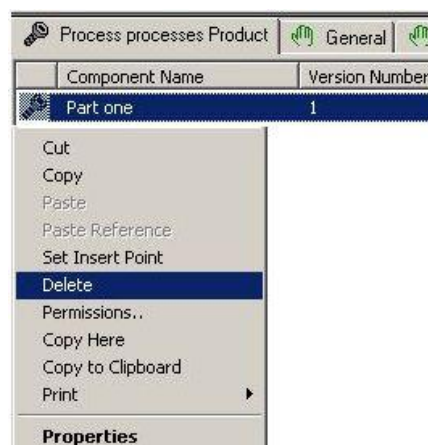 Process processes Product General
Component Name Version Number
Part one 1
Cut
Copy
Paste
Paste Reference
Set Insert Point
Delete
Permissions..
Copy Here
Copy to Clipboard
Print
Properties